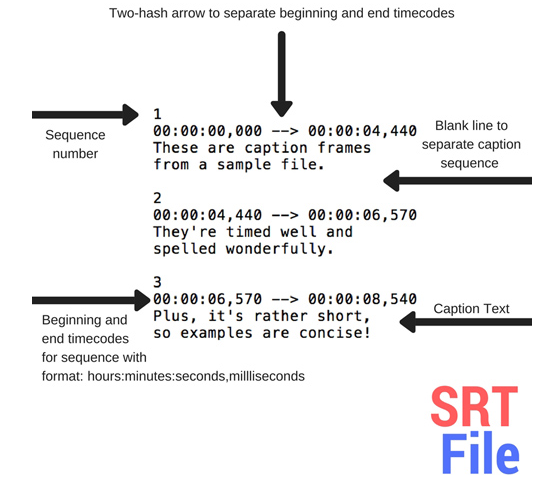 Two-hash arrow to separate beginning and end timecodes
Sequence
number
1
00:00:00,000 --> 00:00:04,440
These are caption frames
from a sample file.
Blank line to
separate caption
sequence
2
00:00:04,440 --> 00:00:06,570
They're timed well and
spelled wonderfully.
3
00:00:06,570 --> 00:00:08,540
Plus, it's rather short,
so examples are concise!
Beginning and
end timecodes
for sequence with
format: hours:minutes:seconds,millliseconds
Caption Text
SRT
File